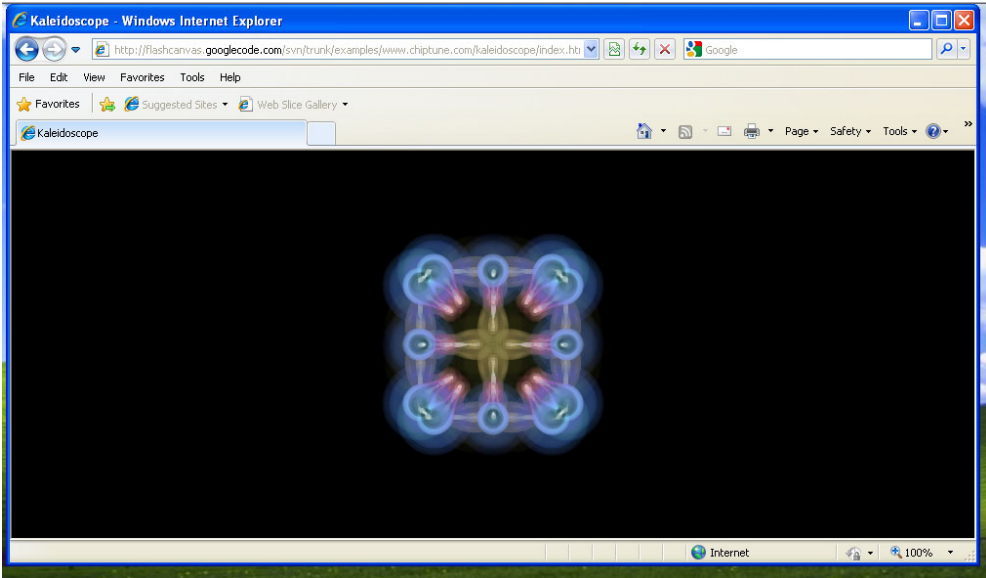 Kaleidoscope - Windows Internet Explorer
http://flashcanvas.googlecode.com/svn/trunk/examples/www.chiptune.com/kaleidoscope/index.ht
Google
File Edit View Favorites Tools Help
Favorites Suggested Sites Web Slice Gallery
Kaleidoscope Page Safety Tools »
Internet 100%